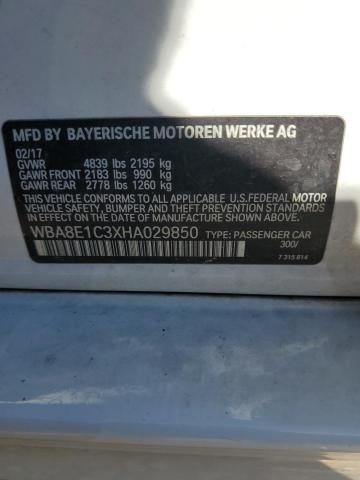 MFD BY BAYERISCHE MOTOREN WERKE AG
02/17
GVWR 4839 lbs 2195 kg
GAWR FRONT 2183 lbs 990 kg
GAWR REAR 2778 lbs 1260 kg
THIS VEHICLE CONFORMS TO ALL APPLICABLE U.S.FEDERAL MOTOR
VEHICLE SAFETY, BUMPER AND THEFT PREVENTION STANDARDS
IN EFFECT ON THE DATE OF MANUFACTURE SHOWN ABOVE.
WBA8E1C3XHA029850 TYPE: PASSENGER CAR
300/
7 315 814